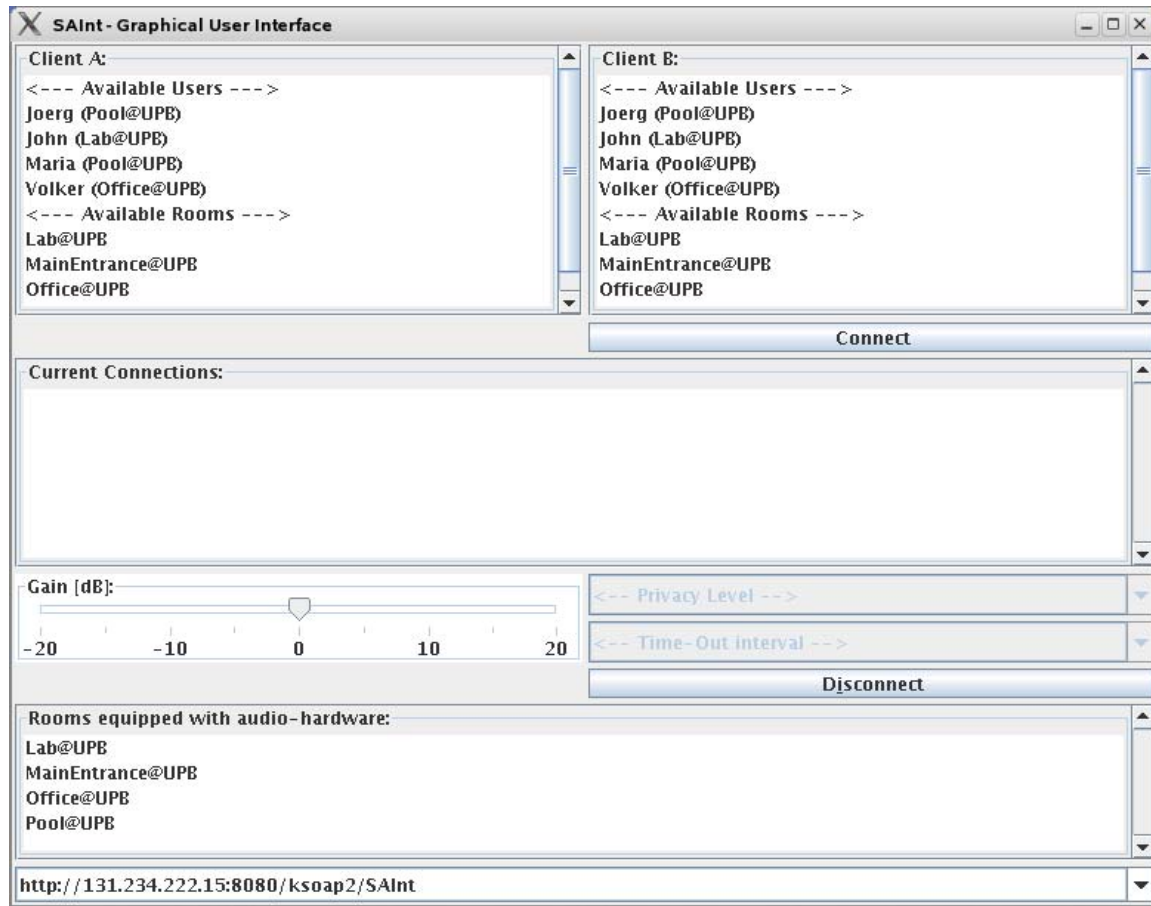 SAInt - Graphical User Interface
Client A:
<--- Available Users --->
Joerg (Pool@UPB)
John (Lab@UPB)
Maria (Pool@UPB)
Volker (Office@UPB)
<--- Available Rooms --->
Lab@UPB
MainEntrance@UPB
Office@UPB
Client B:
<--- Available Users --->
Joerg (Pool@UPB)
John (Lab@UPB)
Maria (Pool@UPB)
Volker (Office@UPB)
<--- Available Rooms --->
Lab@UPB
MainEntrance@UPB
Office@UPB
Connect
Current Connections:
Gain [dB]:
-20 -10 0 10 20
<-- Privacy Level -->
<-- Time-Out interval -->
Disconnect
Rooms equipped with audio-hardware:
Lab@UPB
MainEntrance@UPB
Office@UPB
Pool@UPB
http://131.234.222.15:8080/ksoap2/SAInt